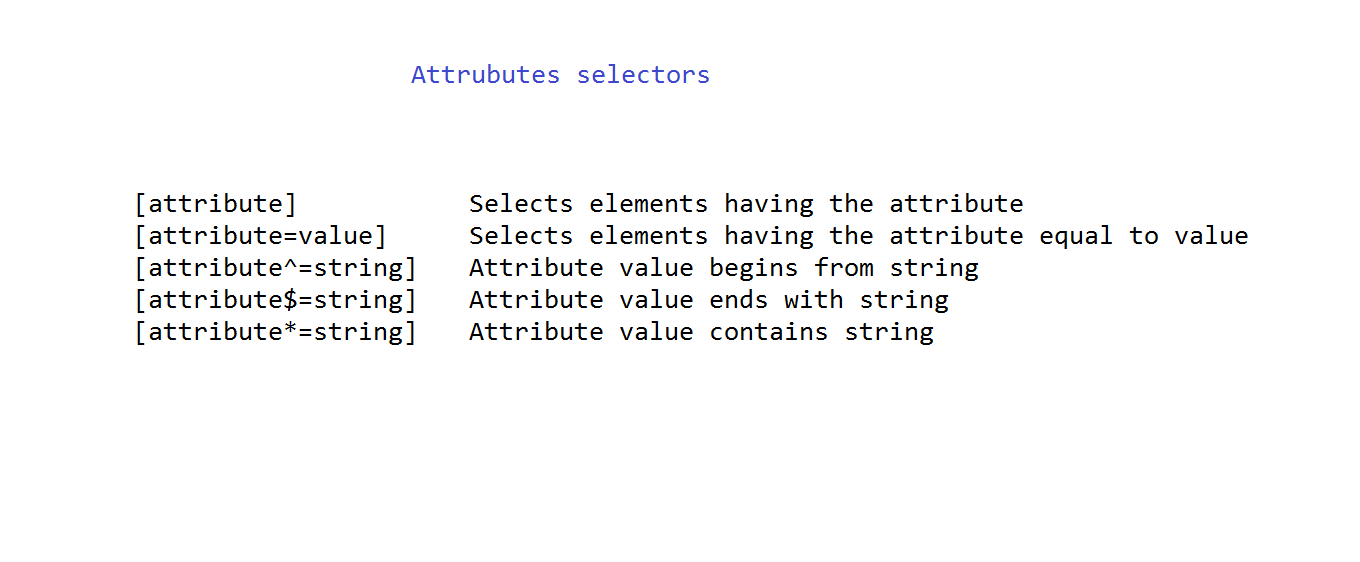 Attrubutes selectors
[attribute] Selects elements having the attribute
[attribute=value] Selects elements having the attribute equal to value
[attribute^=string] Attribute value begins from string
[attribute$=string] Attribute value ends with string
[attribute*=string] Attribute value contains string